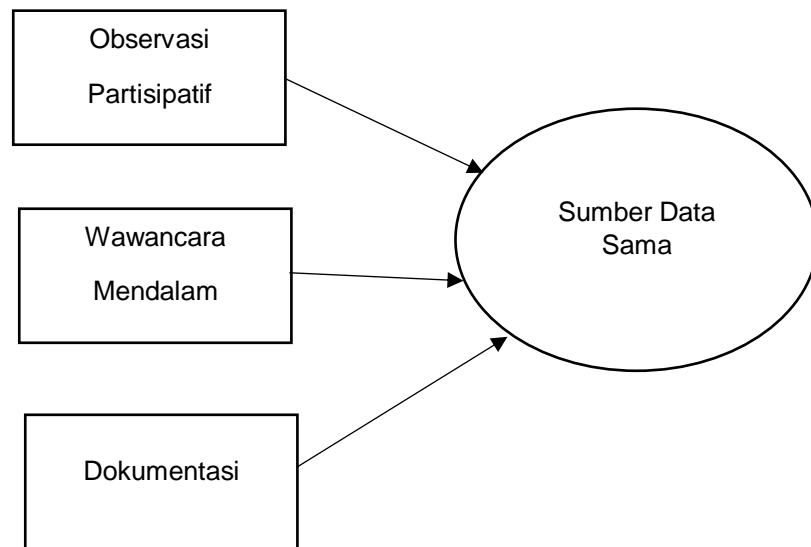 Observasi
Partisipatif
Wawancara
Mendalam
Dokumentasi
Sumber Data
Sama